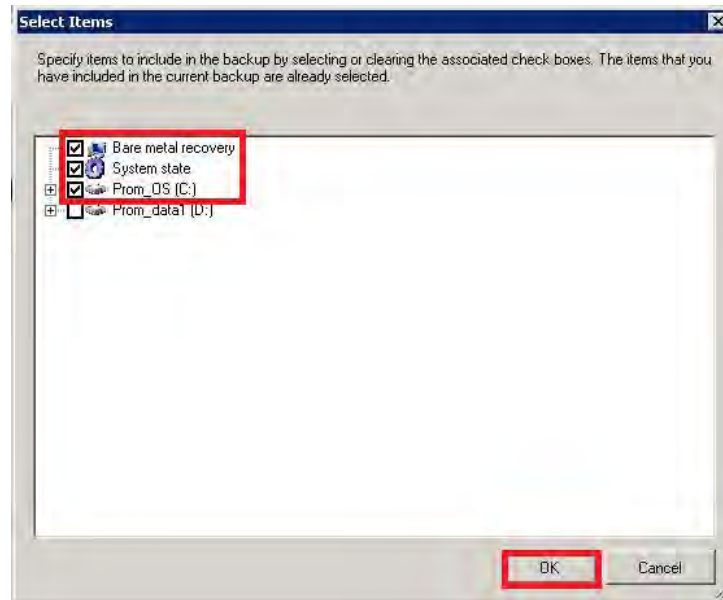 Select Items
Specify items to include in the backup by selecting or clearing the associated check boxes. The items that you
have included in the current backup are already selected.
Bare metal recovery
System state
Prom_OS (C:)
Prom_data1 (D:)
OK
Cancel